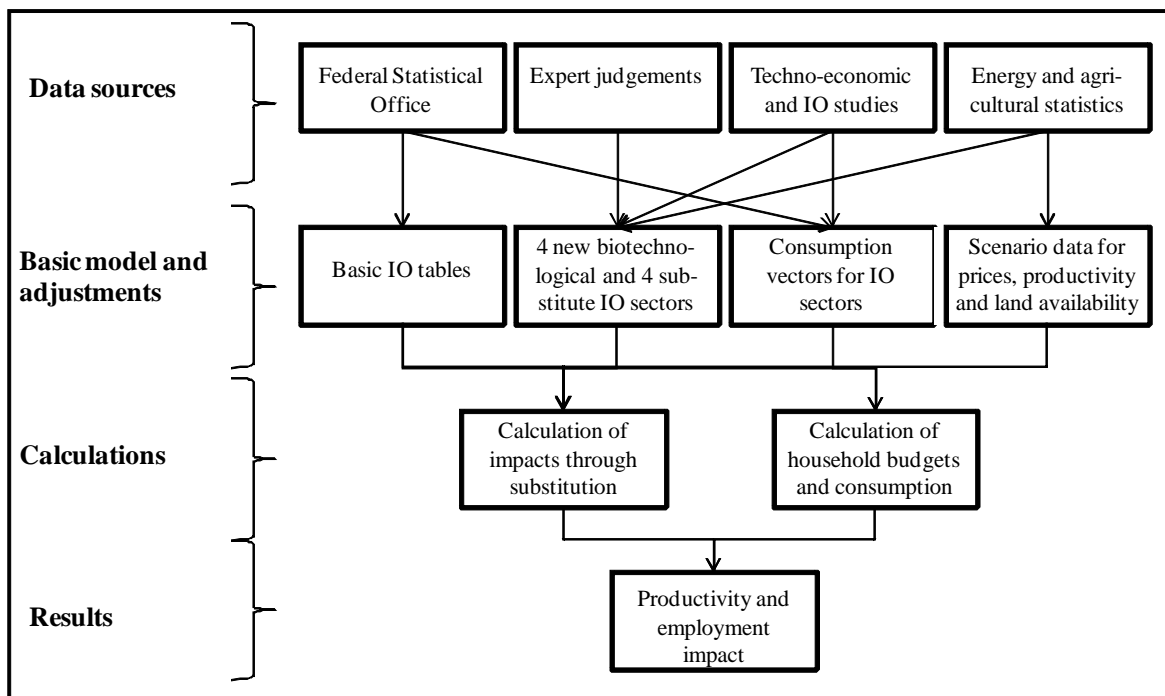 Data sources
Federal Statistical
Office
Expert judgements
Techno-economic
and IO studies
Energy and agri-
cultural statistics
Basic model and
adjustments
Basic IO tables
4 new biotechno-
logical and 4 sub-
stitute IO sectors
Consumption
vectors for IO
sectors
Scenario data for
prices, productivity
and land availability
Calculations
Calculation of
impacts through
substitution
Calculation of
household budgets
and consumption
Results
Productivity and
employment
impact